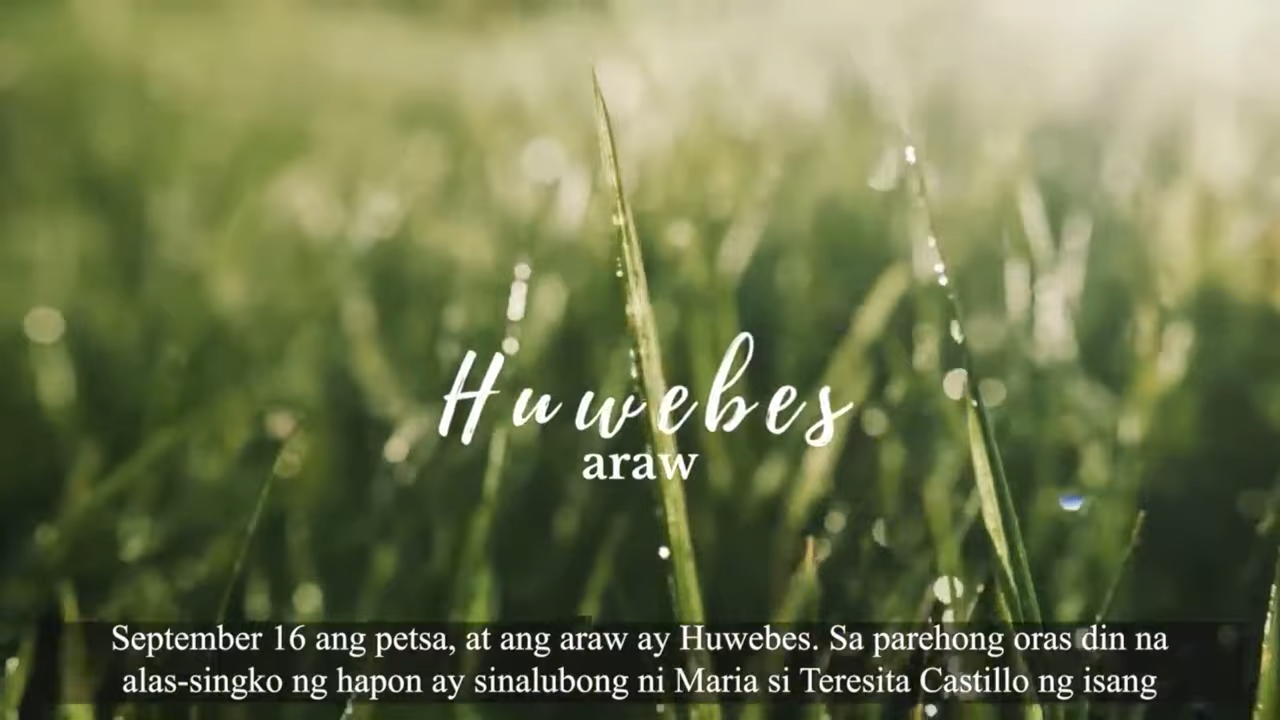 Huwebes
araw
September 16 ang petsa, at ang araw ay Huwebes. Sa parehong oras din na
alas-singko ng hapon ay sinalubong ni Maria si Teresita Castillo ng isang